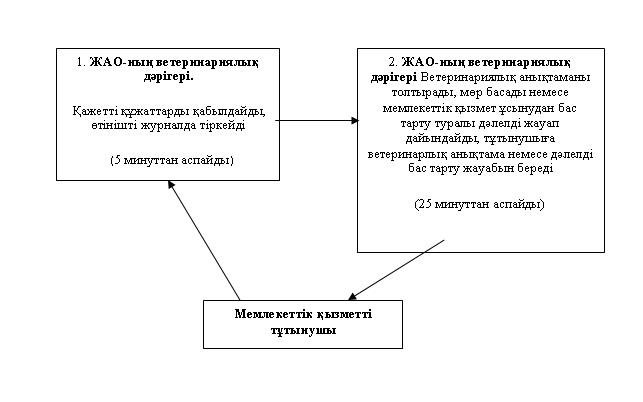 1. ЖАО-ның ветеринариялық
дәрігері.
Қажетті құжаттарды қабылдайды,
өтінішті журналда тіркейді
(5 минуттан аспайды)
2. ЖАО-ның ветеринариялық
дәрігері Ветеринариялық анықтаманы
толтырады, мөр басады немесе
мемлекеттік қызмет ұсынудан бас
тарту туралы дәлелді жауап
дайындайды, тұтынушыға
ветеринарлық анықтама немесе дәлелді
бас тарту жауабын береді
(25 минуттан аспайды)
Мемлекеттік қызметті
тұтынушы